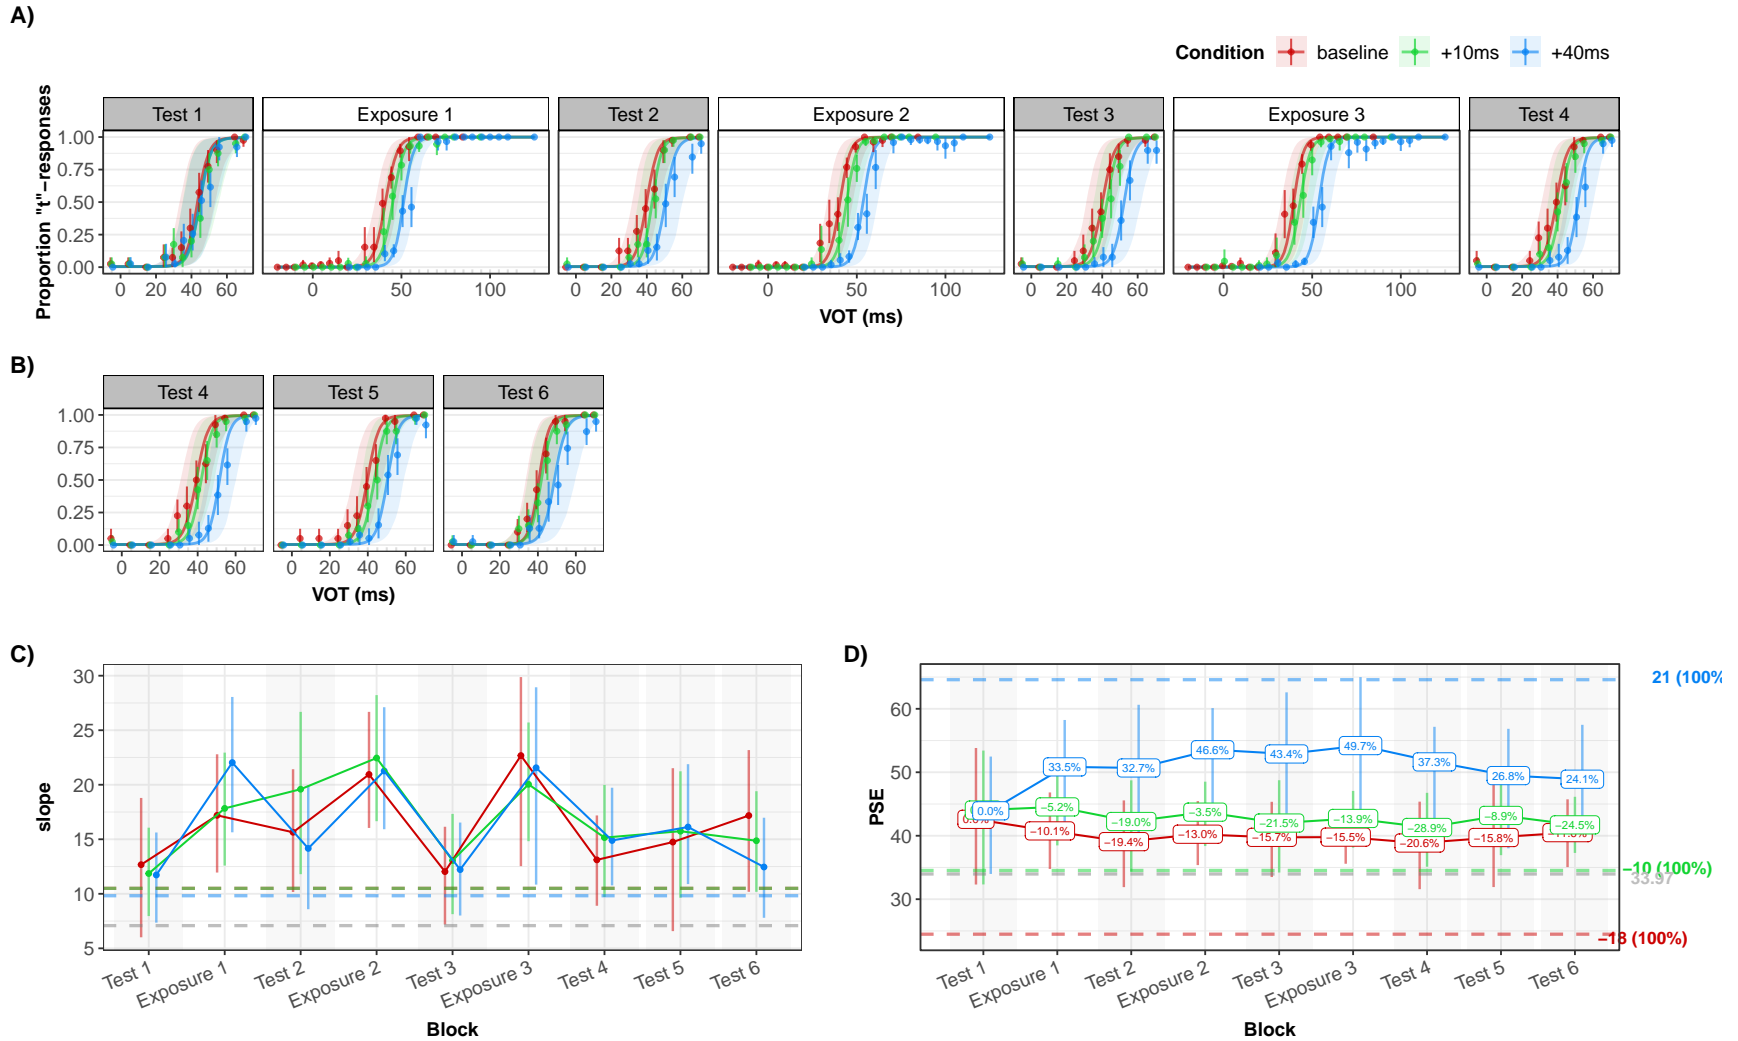 A)
Condition baseline +10ms +40ms
Test 1 Exposure 1 Test 2 Exposure 2 Test 3 Exposure 3 Test 4
Proportion "t"−responses
1.00
0.75
0.50
0.25
0.00
0 20 40 60 0 50 100 0 20 40 60 0 50 100 0 20 40 60 0 50 100 0 20 40 60
VOT (ms)
B)
Test 4 Test 5 Test 6
1.00
0.75
0.50
0.25
0.00
0 20 40 60 0 20 40 60 0 20 40 60
VOT (ms)
C)
slope
30
25
20
15
10
5
Test 1 Exposure 1 Test 2 Exposure 2 Test 3 Exposure 3 Test 4 Test 5 Test 6
Block
D)
PSE
60
50
40
30
21 (100%
−10 (100%)
33.97
−18 (100%)
0.0% 33.5% 32.7% 46.6% 43.4% 49.7% 37.3% 26.8% 24.1%
−5.2% −19.0% −3.5% −21.5% −13.9% −28.9% −8.9% −24.5%
−10.1% −19.4% −13.0% −15.7% −15.5% −20.6% −15.8%
Test 1 Exposure 1 Test 2 Exposure 2 Test 3 Exposure 3 Test 4 Test 5 Test 6
Block